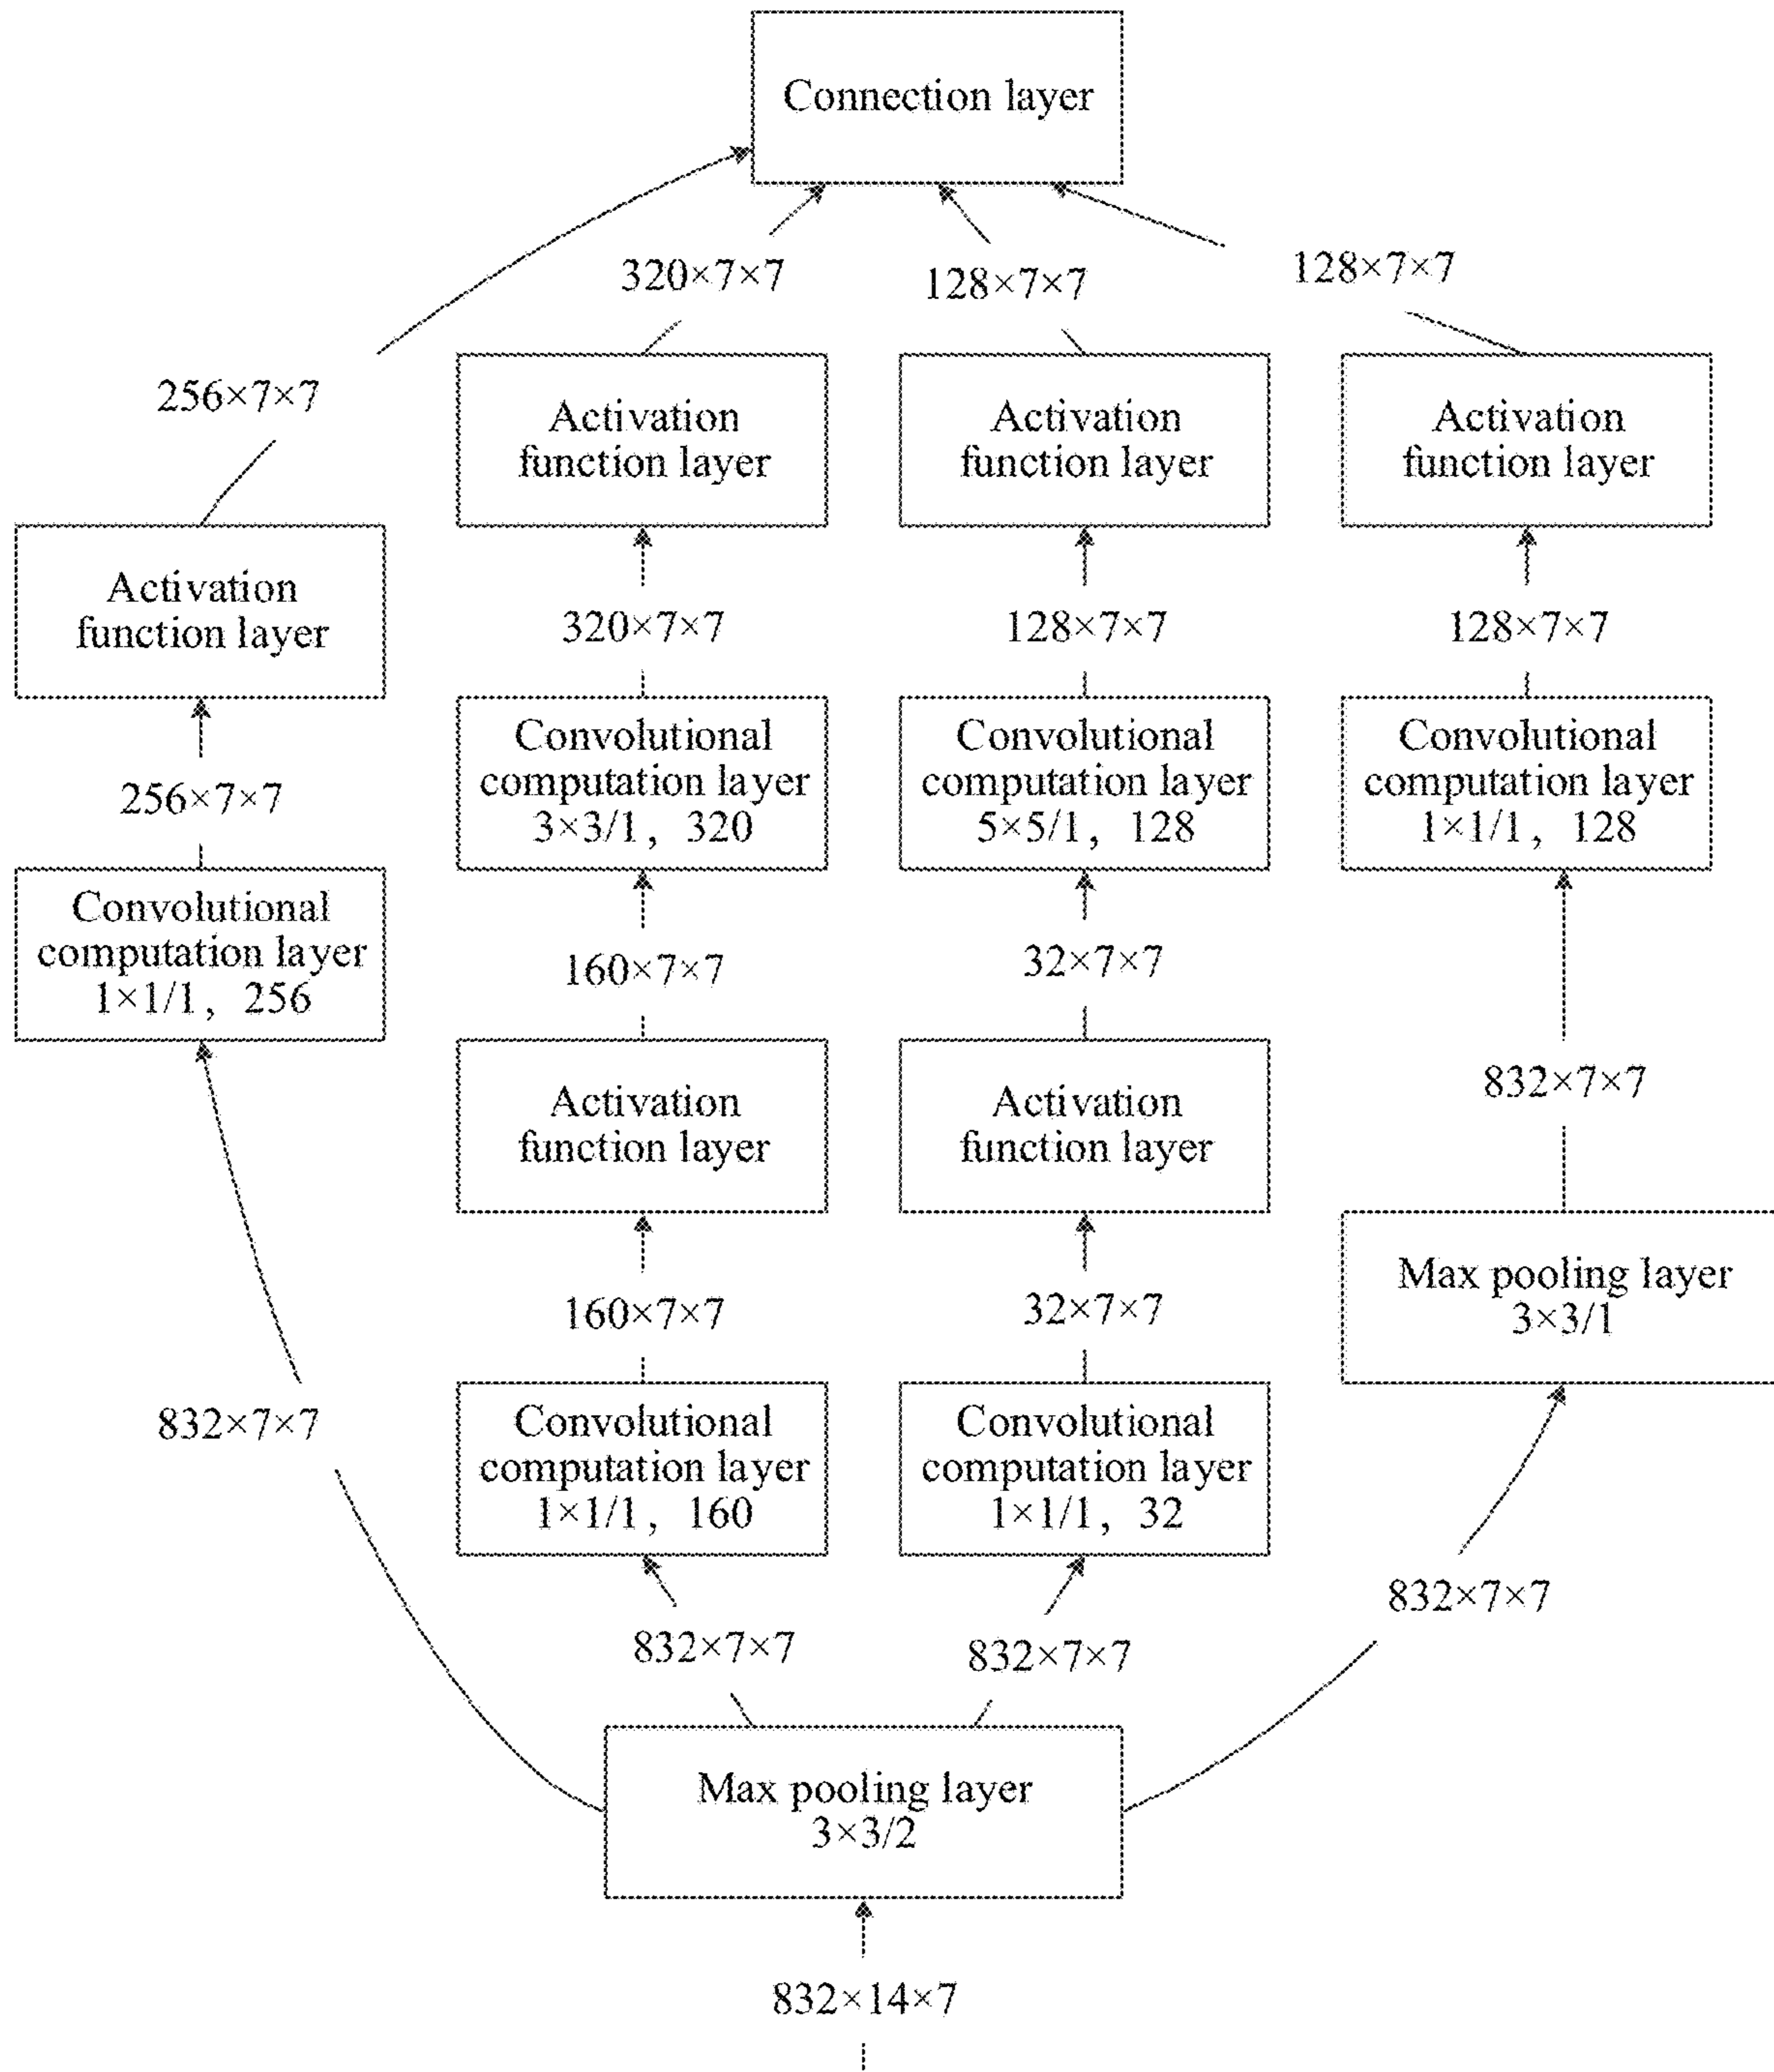 Connection layer
320×7×7
128×7×7
128×7×7
256×7×7
Activation
function layer
Activation
function layer
Activation
function layer
Activation
function layer
320×7×7
128×7×7
128×7×7
256×7×7
Convolutional
computation layer
3×3/1, 320
Convolutional
computation layer
5×5/1, 128
Convolutional
computation layer
1×1/1, 128
Convolutional
computation layer
1×1/1, 256
160×7×7
32×7×7
832×7×7
Activation
function layer
Activation
function layer
Max pooling layer
3×3/1
160×7×7
32×7×7
832×7×7
Convolutional
computation layer
1×1/1, 160
Convolutional
computation layer
1×1/1, 32
832×7×7
832×7×7
832×7×7
Max pooling layer
3×3/2
832×14×7